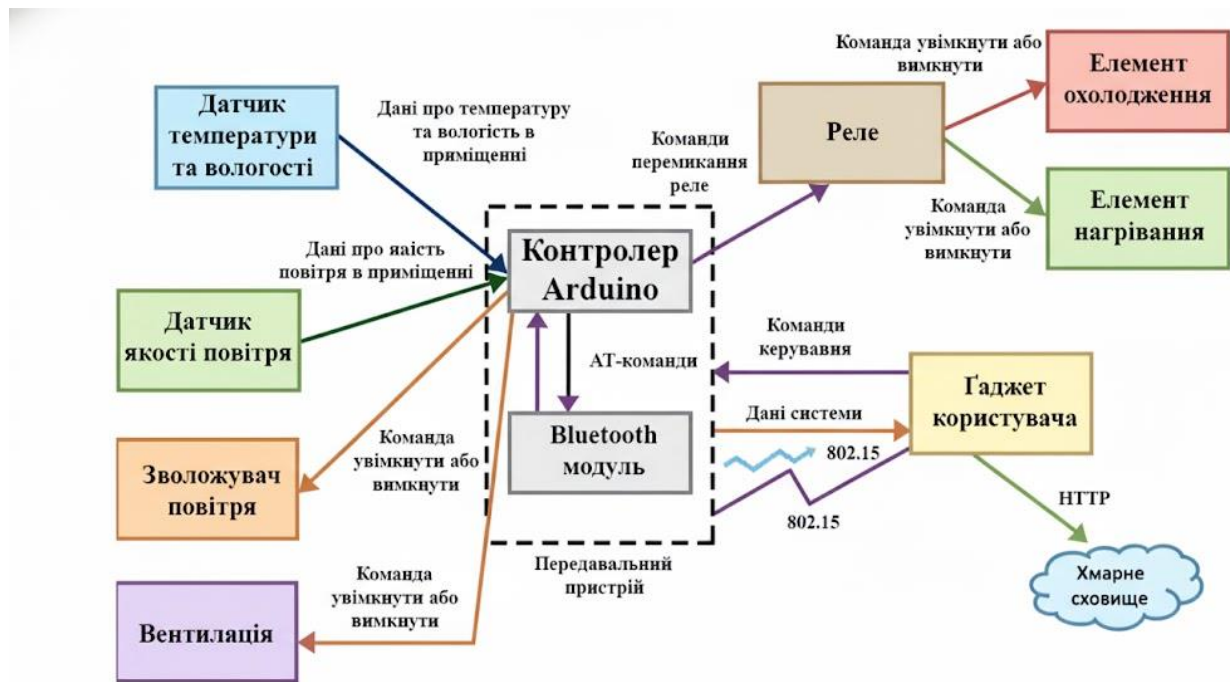 Датчик
температури
та вологості
Дані про температуру
та вологість в
приміщенні
Команди
перемикання
реле
Реле
Команда увімкнути або
вимкнути
Елемент
охолодження
Команда
увімкнути або
вимкнути
Елемент
нагрівання
Дані про яаість
повітря в приміщенні
Контролер
Arduino
Датчик
якості повітря
АТ-команди
Команди
керувавия
Ґаджет
користувача
Bluetooth
модуль
Дані системи
802.15
802.15
HTTP
Хмарне
сховище
Зволожувач
повітря
Команда
увімкнути або
вимкнути
Передавальний
пристрій
Вентилація
Команда
увімкнути або
вимкнути